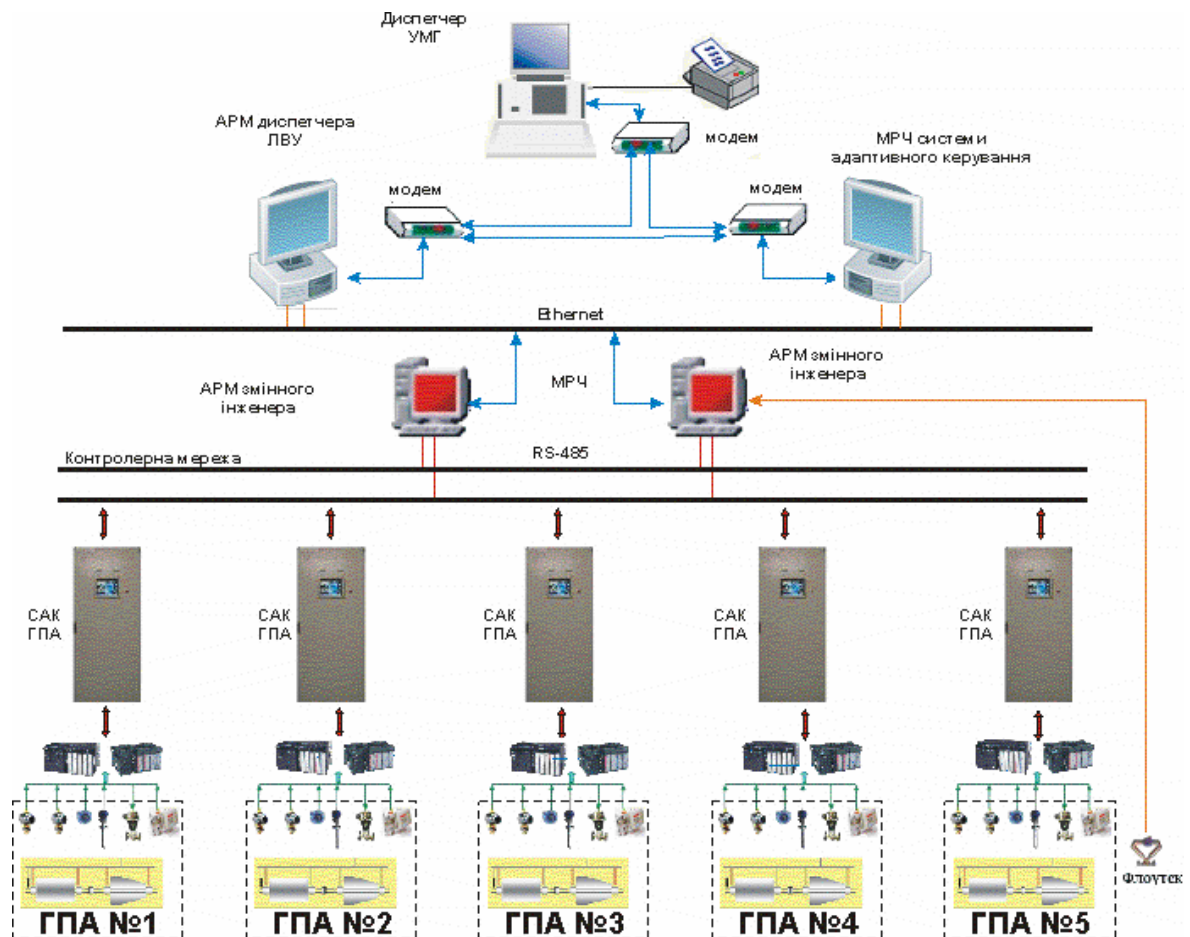 Диспетчер
УМГ
АРМ диспетчера
ЛВУ
модем
МРЧ системи
адаптивного керування
модем
модем
Ethernet
АРМ змінного
інженера
МРЧ
АРМ змінного
інженера
Контролерна мережа
RS-485
САК
ГПА
САК
ГПА
САК
ГПА
САК
ГПА
САК
ГПА
Флоутек
ГПА №1
ГПА №2
ГПА №3
ГПА №4
ГПА №5